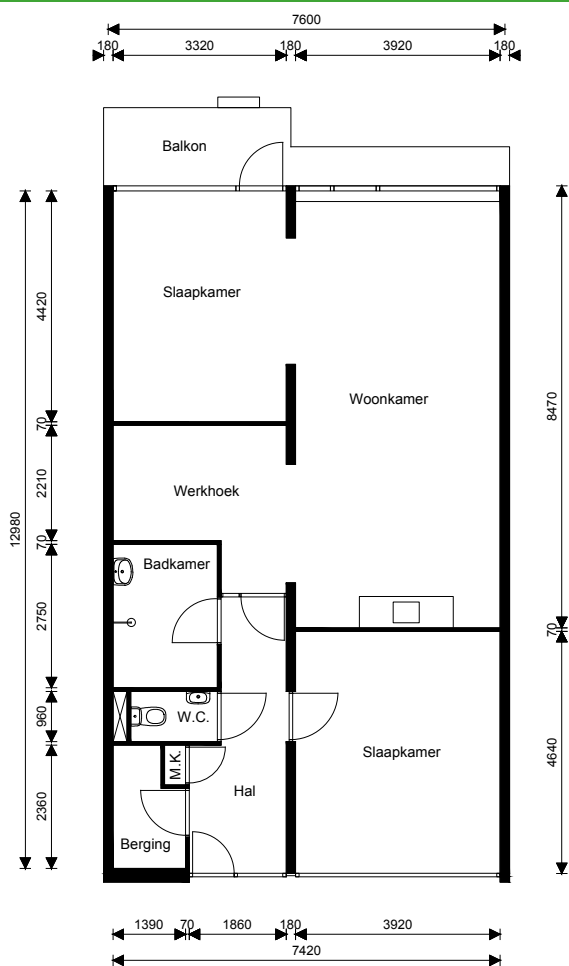 7600
180 3320 180 3920 180
Balkon
Slaapkamer
4420
Woonkamer
8470
70
Werkhoek
2210
12980
70
Badkamer
2750
70
W.C.
960
Slaapkamer
4640
M.K.
Hal
2360
Berging
1390 70 1860 180 3920
7420